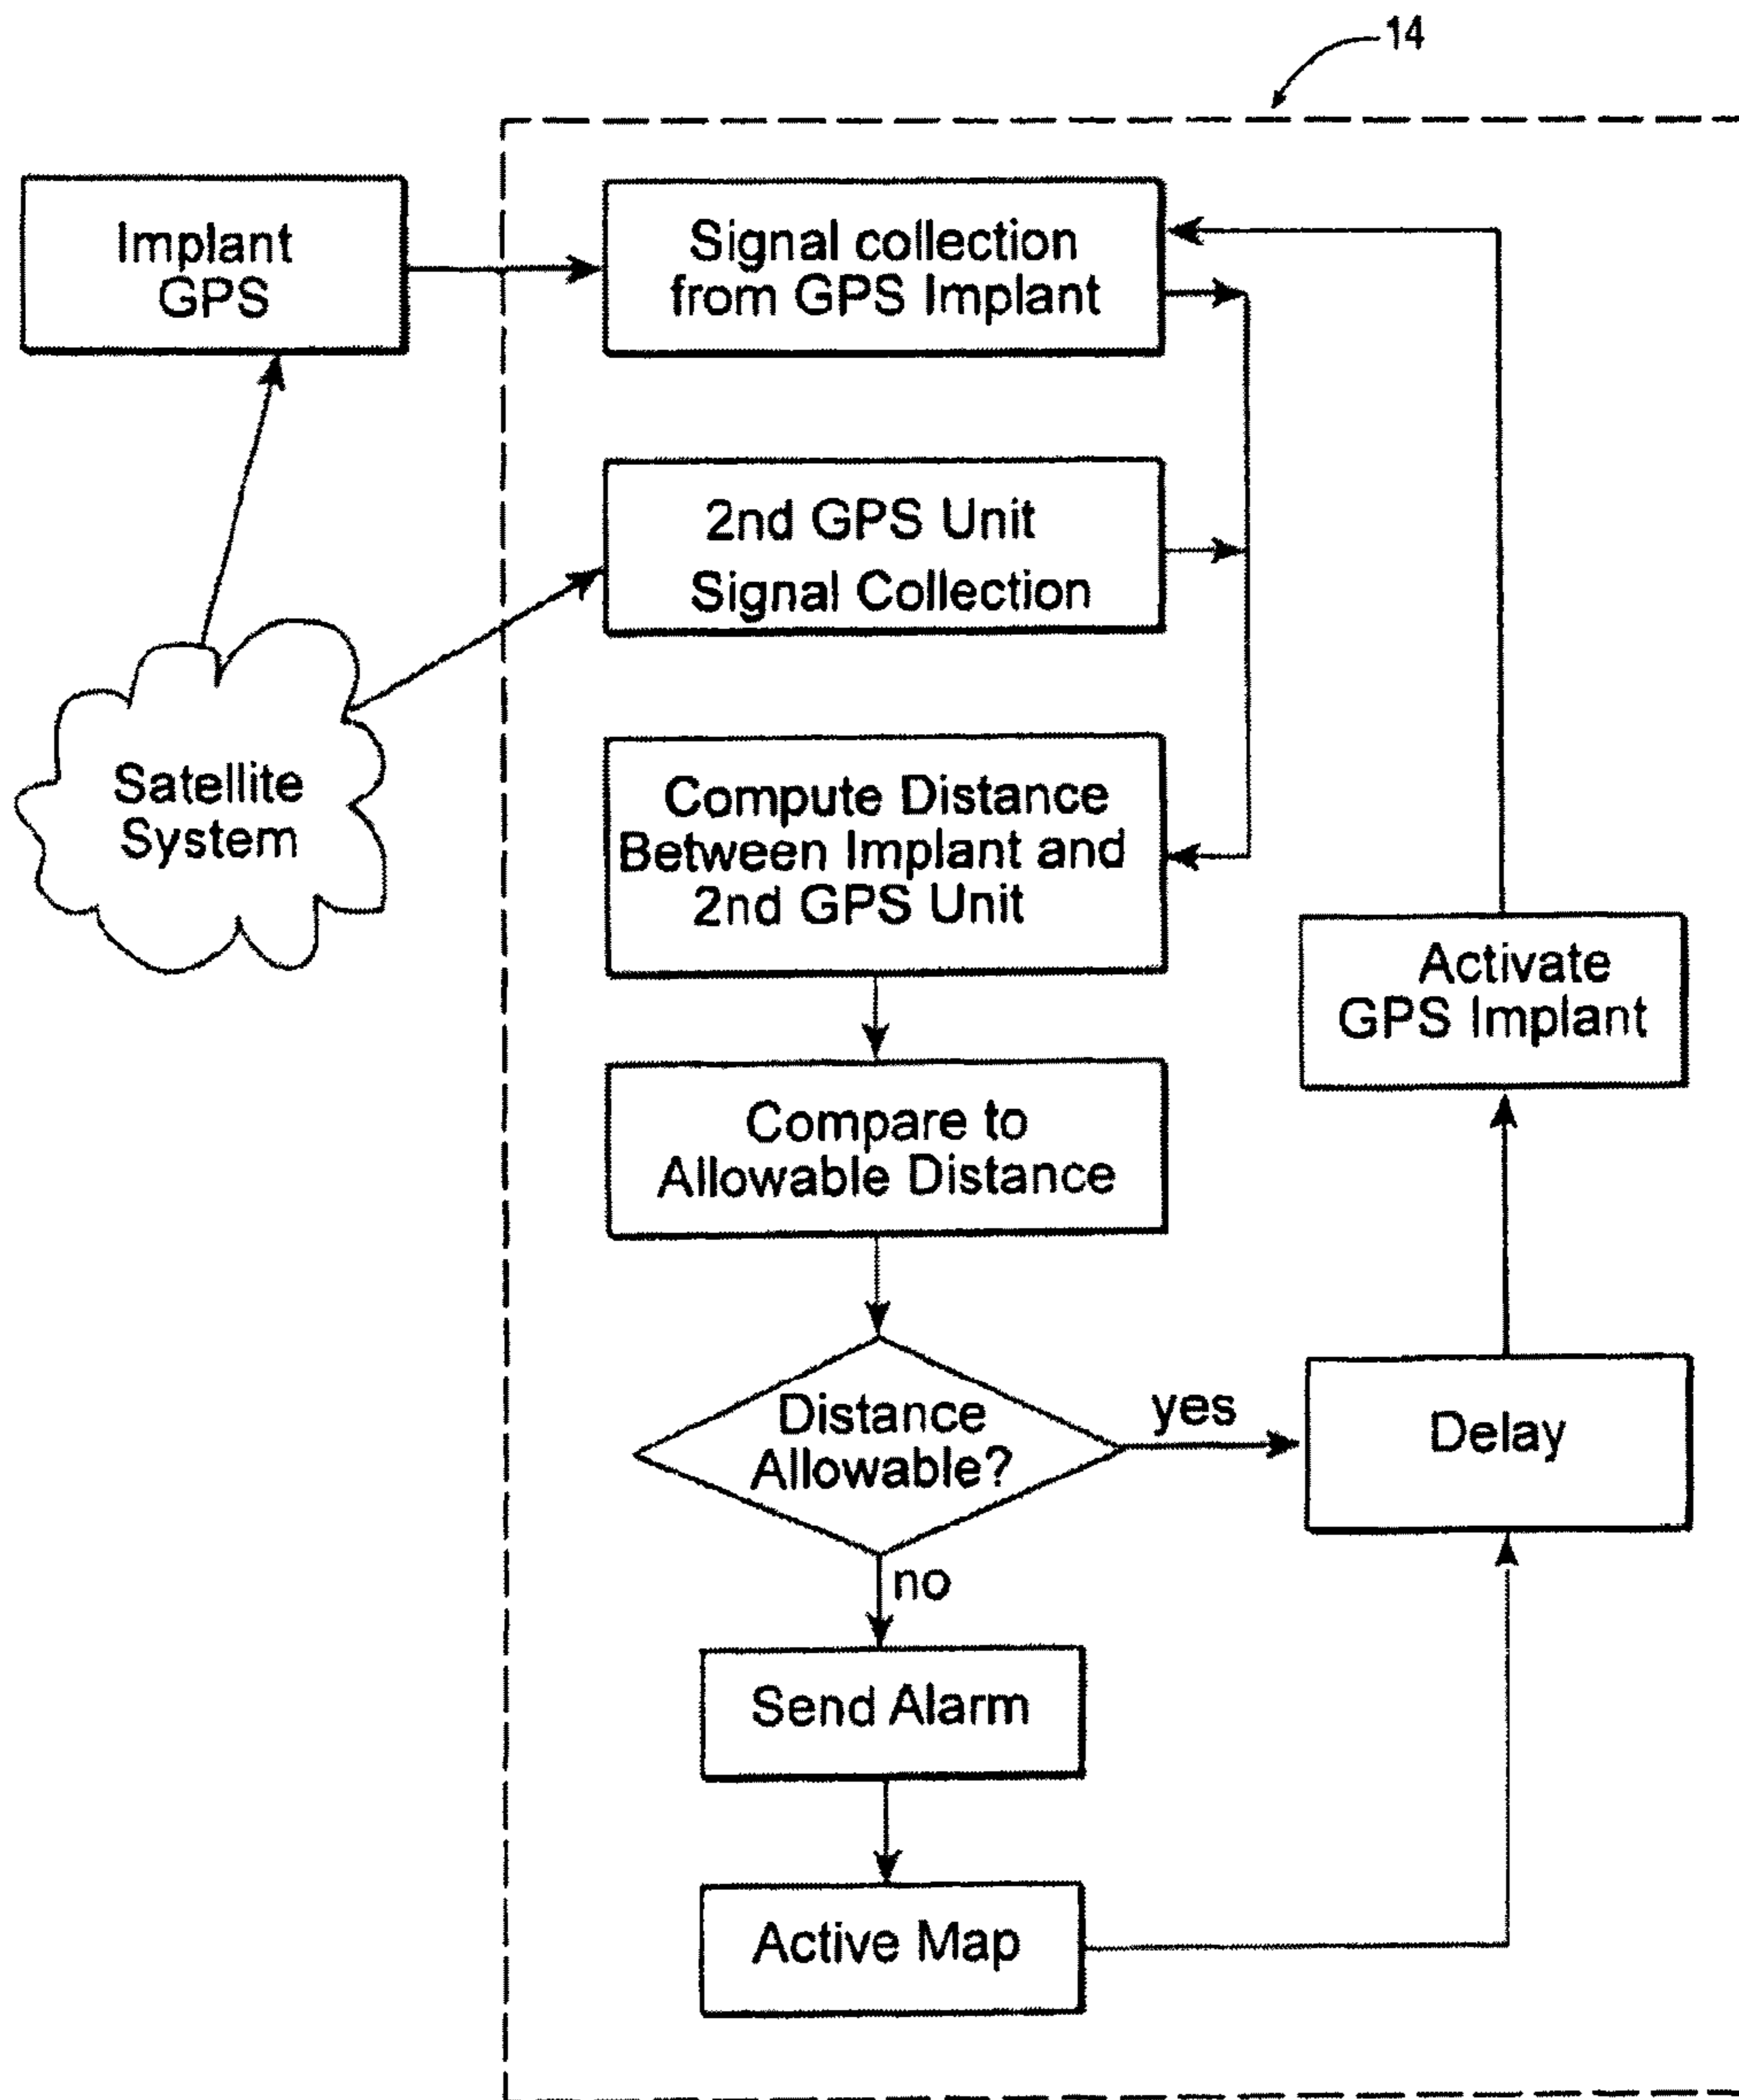 14
Implant
GPS
Signal collection
from GPS Implant
2nd GPS Unit
Signal Collection
Satellite
System
Compute Distance
Between Implant and
2nd GPS Unit
Activate
GPS Implant
Compare to
Allowable Distance
Distance
Allowable?
yes
Delay
no
Send Alarm
Active Map